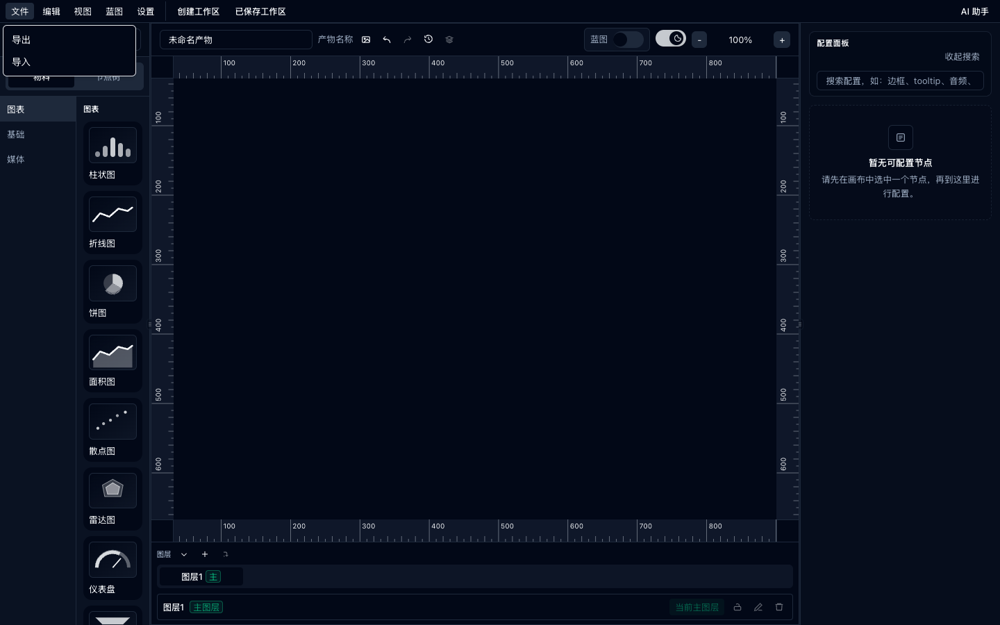 文件 编辑 视图 蓝图 设置 创建工作区 已保存工作区 AI 助手
导出
导入
物料 节点树
图表
基础
媒体
图表
柱状图
折线图
饼图
面积图
散点图
雷达图
仪表盘
未命名产物 产物名称 蓝图 - 100% +
100 200 300 400 500 600 700 800
100
200
300
400
500
600
100
200
300
400
500
600
100 200 300 400 500 600 700 800
图层
图层1 主
图层1 主图层 当前主图层
配置面板
收起搜索
搜索配置，如：边框、tooltip、音频、
暂无可配置节点
请先在画布中选中一个节点，再到这里进
行配置。